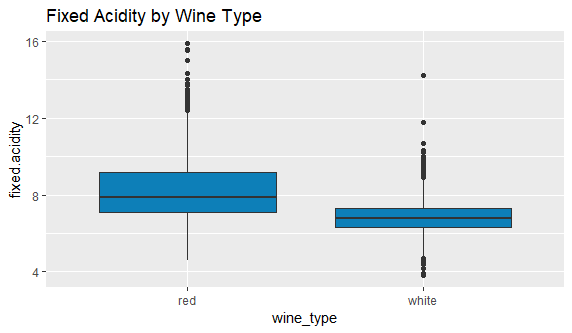 Fixed Acidity by Wine Type
16
12
8
4
fixed.acidity
red
white
wine_type